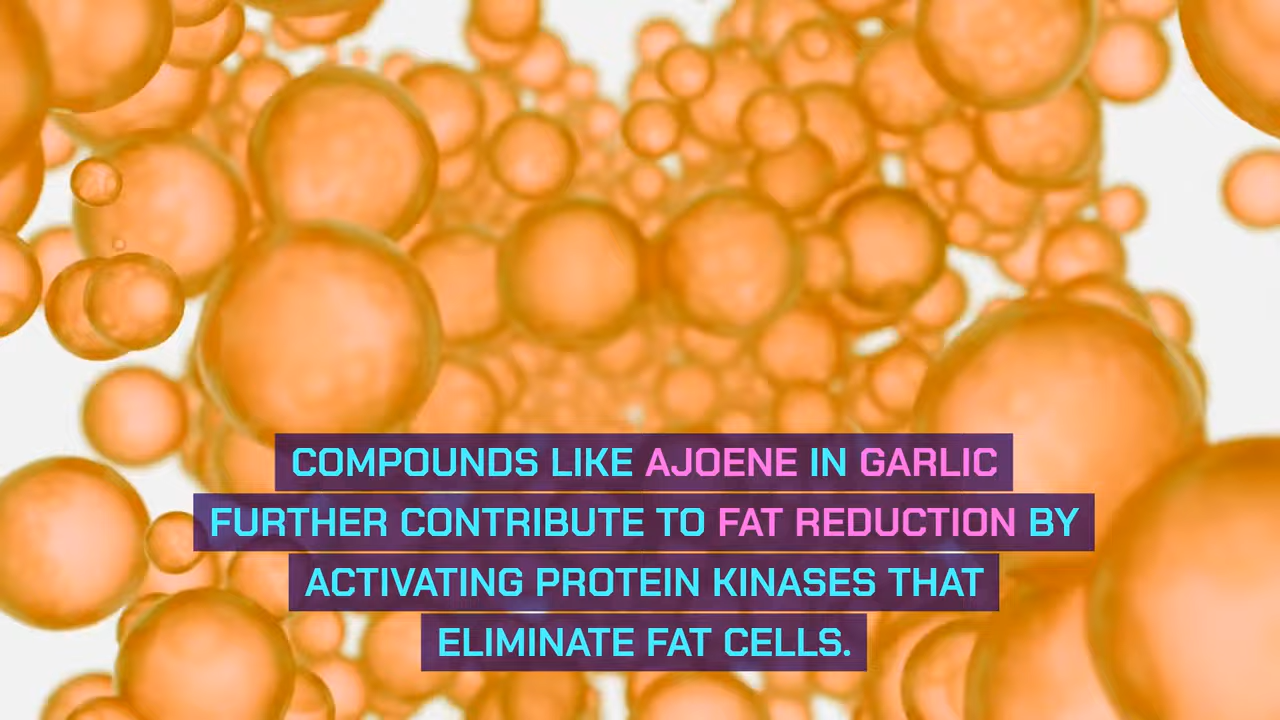 COMPOUNDS LIKE AJOENE IN GARLIC
FURTHER CONTRIBUTE TO FAT REDUCTION BY
ACTIVATING PROTEIN KINASES THAT
ELIMINATE FAT CELLS.